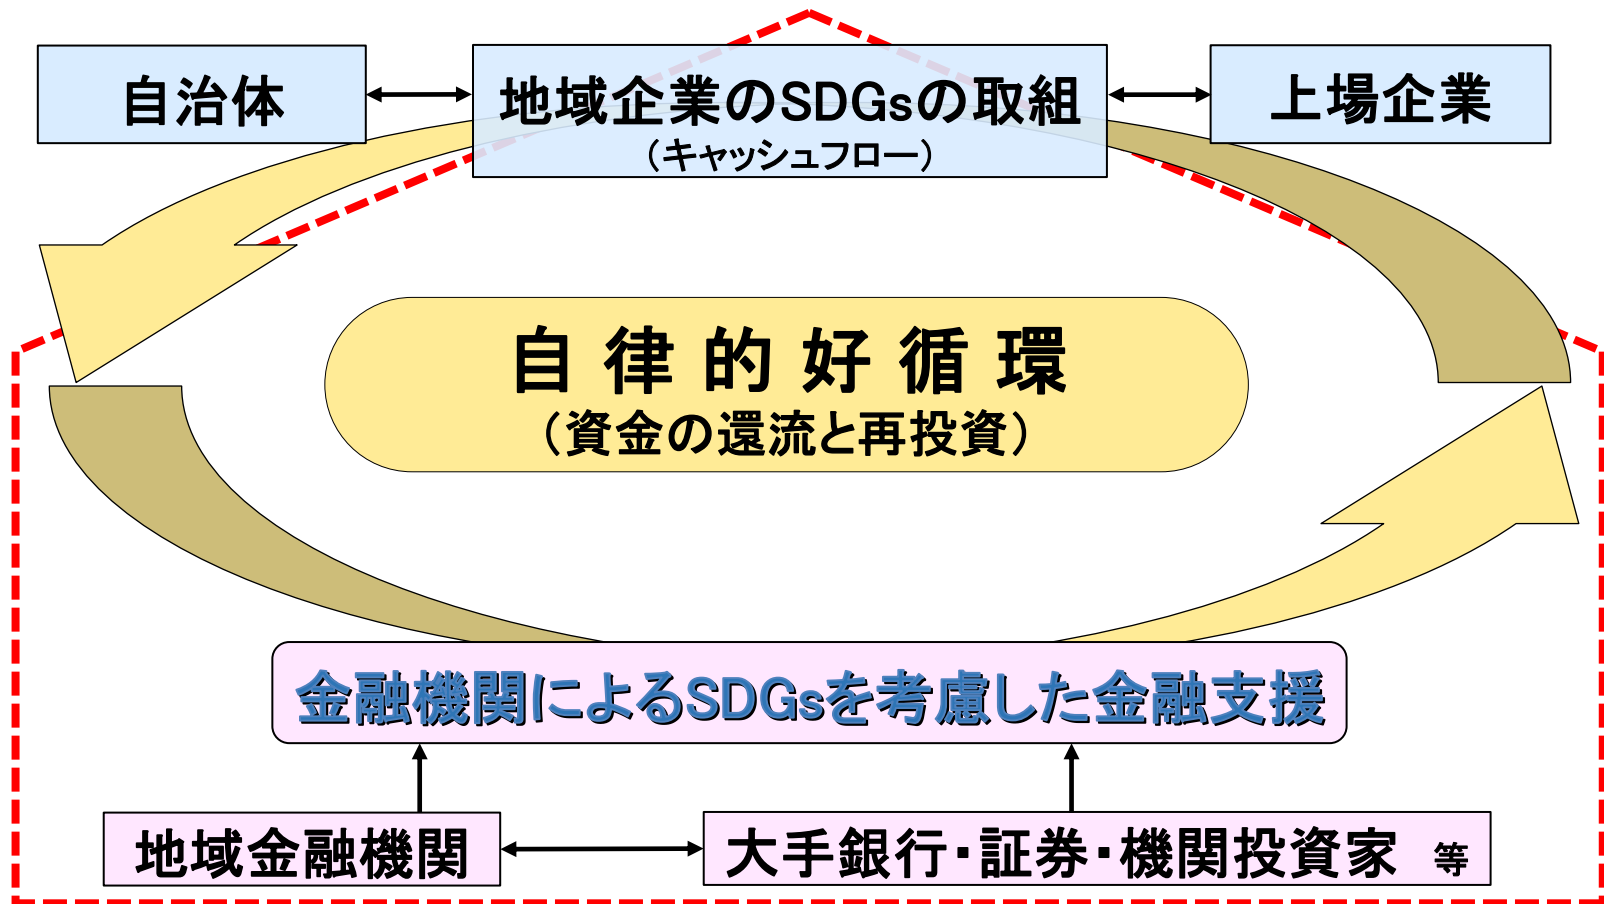 自治体
地域企業のSDGsの取組
（キャッシュフロー）
上場企業
自律的好循環
（資金の還流と再投資）
金融機関によるSDGsを考慮した金融支援
地域金融機関
大手銀行・証券・機関投資家　等